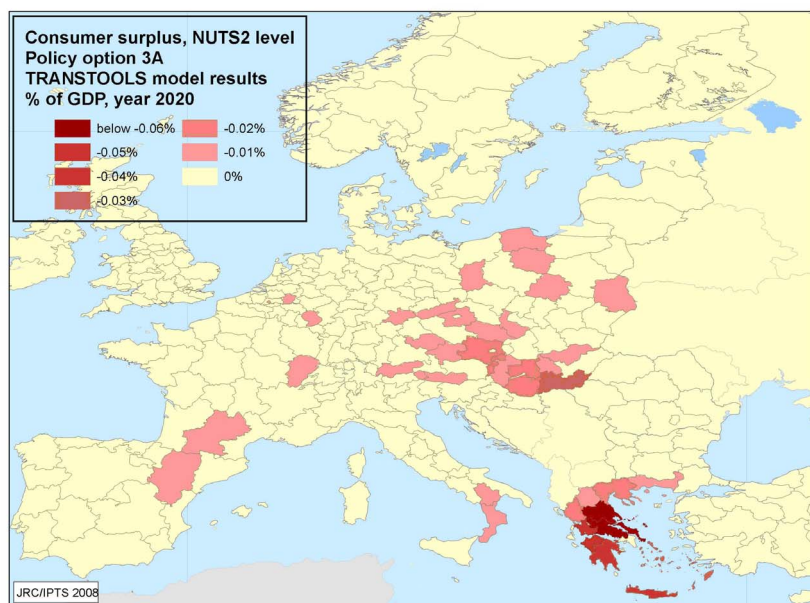 Consumer surplus, NUTS2 level
Policy option 3A
TRANSTOOLS model results
% of GDP, year 2020
below -0.06%
-0.02%
-0.05%
-0.01%
-0.04%
0%
-0.03%
JRC/IPTS 2008